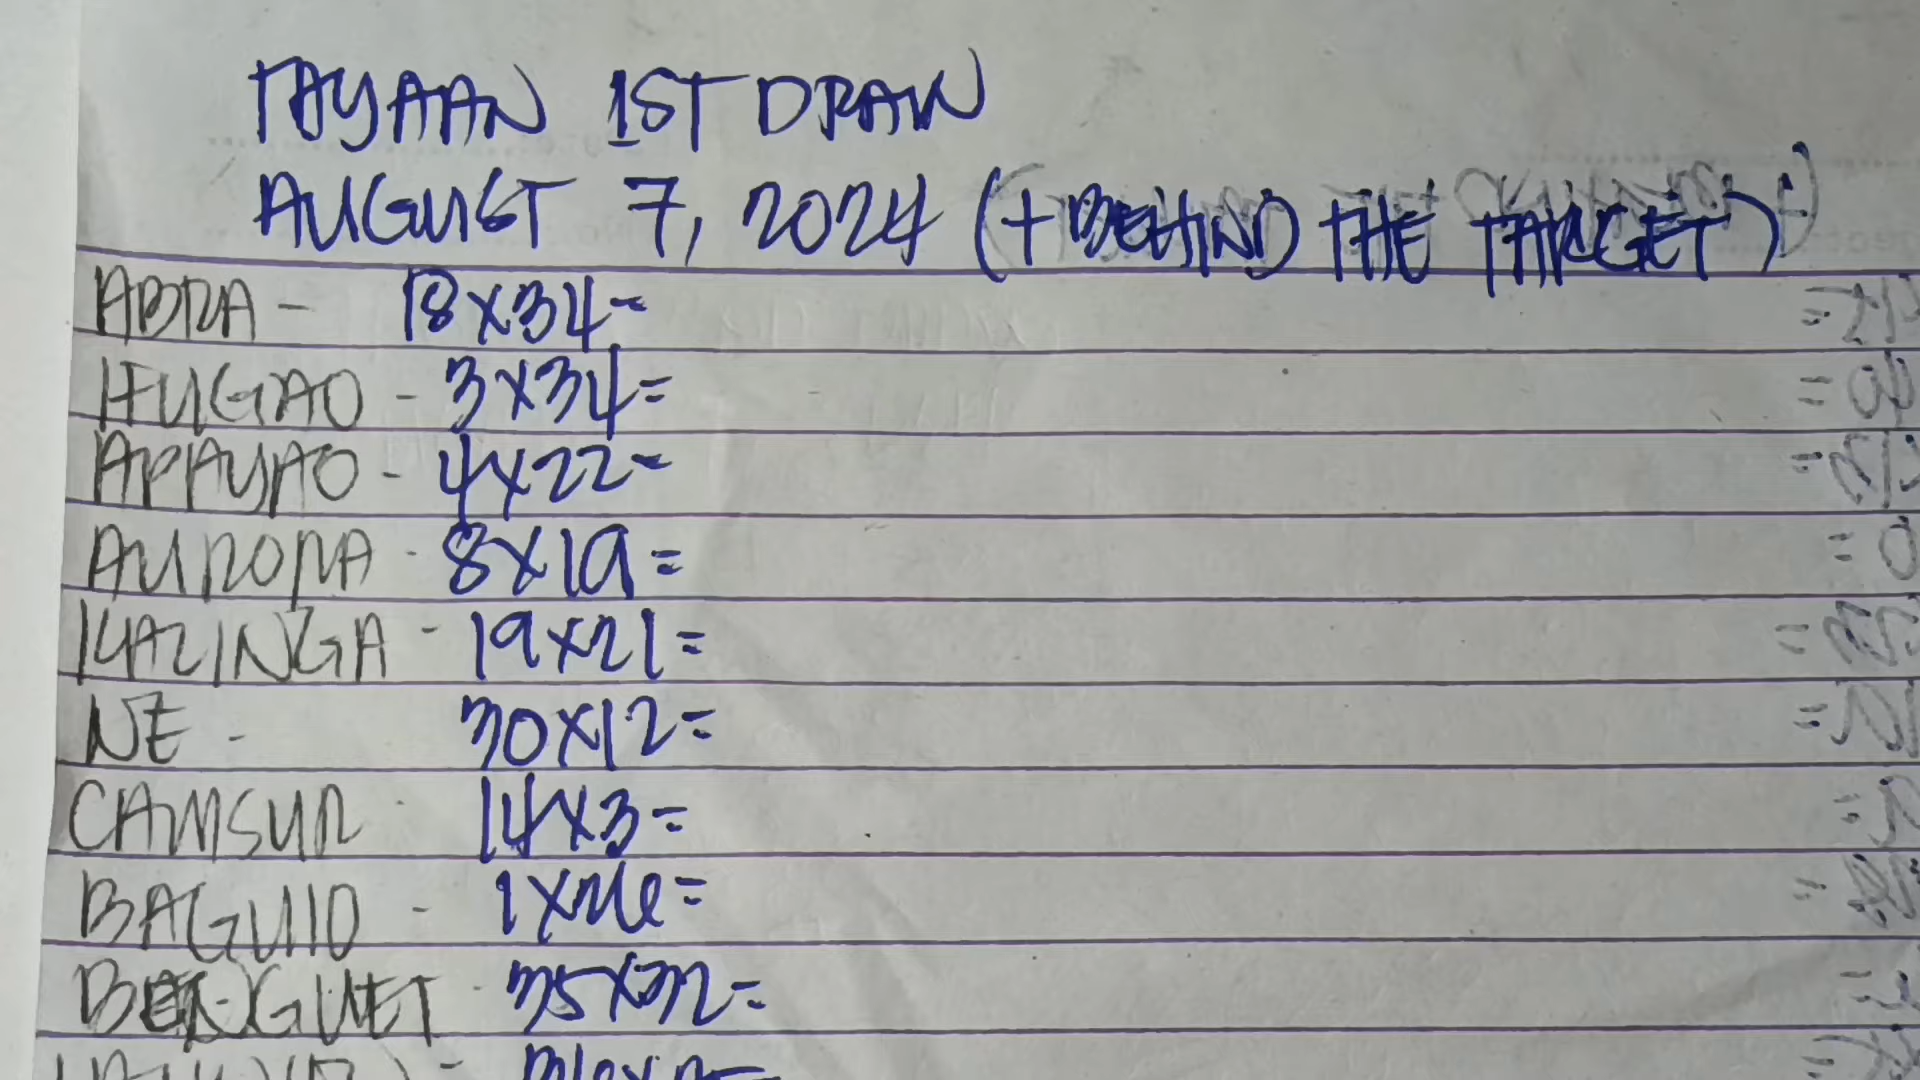 TAYAAN 1ST DRAW
AUGUST 7, 2024 (+ BEHIND THE TARGET)
ABRA - 18X34=
IFUGAO - 3X34=
APAYAO - 4X22=
AURORA - 8X19=
KALINGA - 19X21=
NE - 30X12=
CAMSUR - 14X3=
BAGUIO - 1X26=
BENGUET - 35X32=